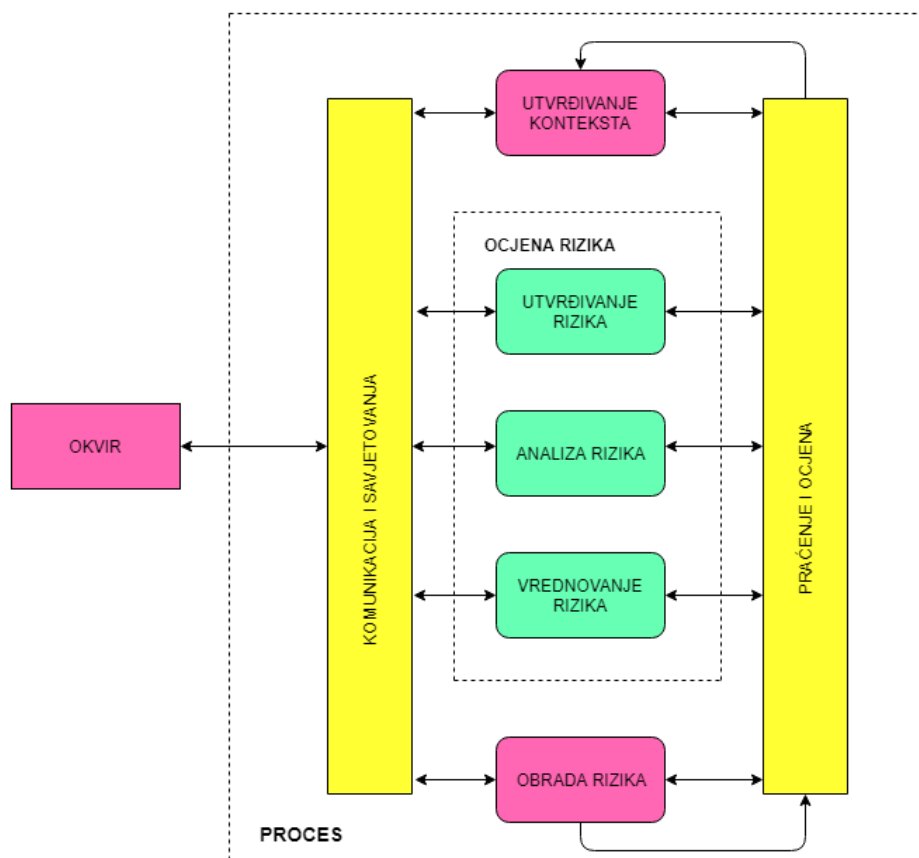 UTVRĐIVANJE
KONTEKSTA
OCJENA RIZIKA
UTVRĐIVANJE
RIZIKA
OKVIR
KOMUNIKACIJA I SAVJETOVANJA
ANALIZA RIZIKA
PRAĆENJE I OCJENA
VREDNOVANJE
RIZIKA
OBRADA RIZIKA
PROCES